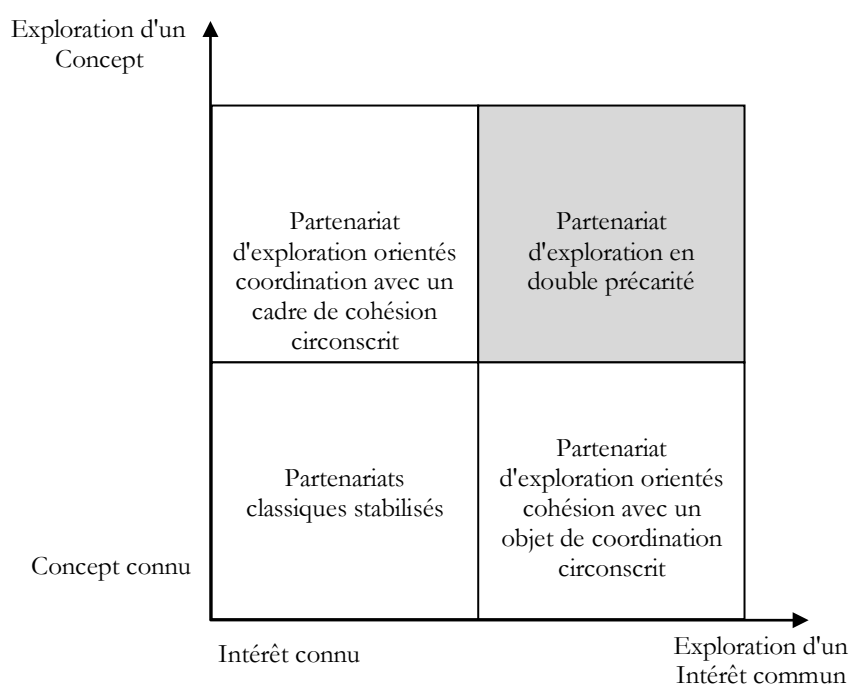 Exploration d'un
Concept
Partenariat
d'exploration orientés
coordination avec un
cadre de cohésion
circonscrit
Partenariat
d'exploration en
double précarité
Partenariats
classiques stabilisés
Partenariat
d'exploration orientés
cohésion avec un
objet de coordination
circonscrit
Concept connu
Intérêt connu
Exploration d'un
Intérêt commun